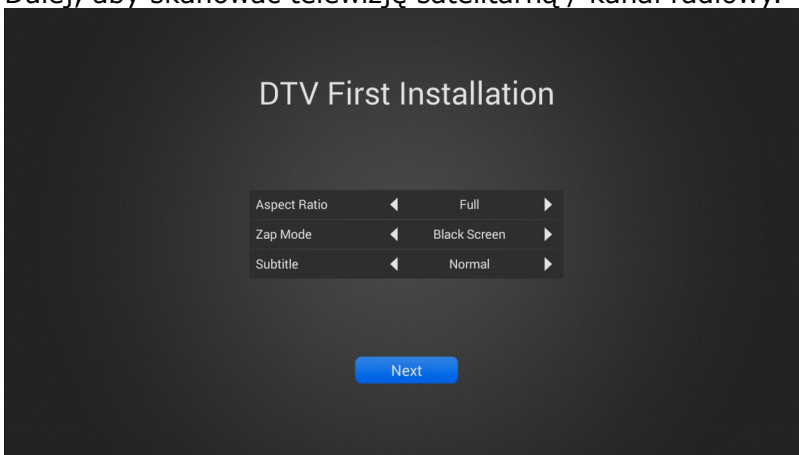 Dalej, aby skanować telewizję satelitarną / kanał radiowy.
DTV First Installation
Aspect Ratio Full
Zap Mode Black Screen
Subtitle Normal
Next